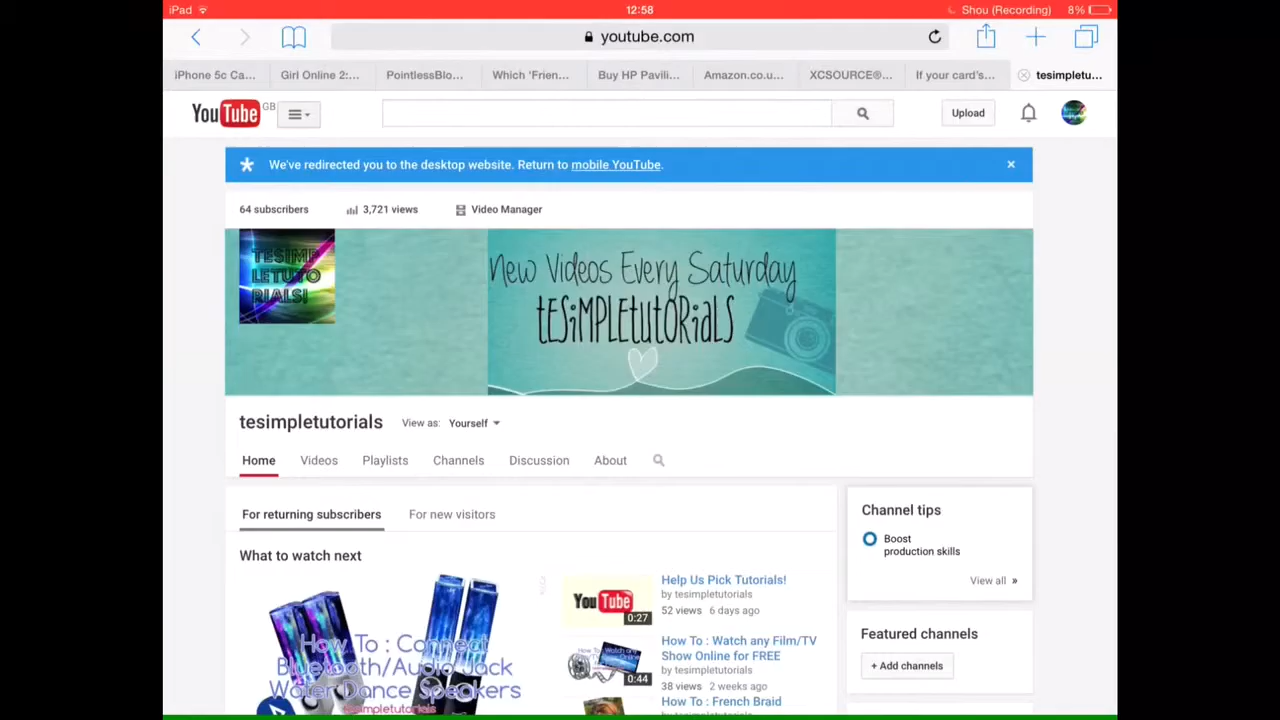 iPad
12:58
Shou (Recording)
8%
youtube.com
iPhone 5c Ca...
Girl Online 2:...
PointlessBlo...
Which 'Frien...
Buy HP Pavili...
Amazon.co.u...
XCSOURCE®...
If your card's...
tesimpletu...
YouTube GB
Upload
We've redirected you to the desktop website. Return to mobile YouTube.
64 subscribers
3,721 views
Video Manager
TESIMP
LETUTO
RIALS!
New Videos Every Saturday
tesimpletutorials
tesimpletutorials
View as: Yourself
Home
Videos
Playlists
Channels
Discussion
About
For returning subscribers
For new visitors
What to watch next
How To : Connect
Bluetooth/Audio Jack
Water Dance Speakers
tesimpletutorials
YouTube
0:27
Help Us Pick Tutorials!
by tesimpletutorials
52 views 6 days ago
0:44
How To : Watch any Film/TV
Show Online for FREE
by tesimpletutorials
38 views 2 weeks ago
How To : French Braid
by tesimpletutorials
Channel tips
Boost
production skills
View all »
Featured channels
+ Add channels